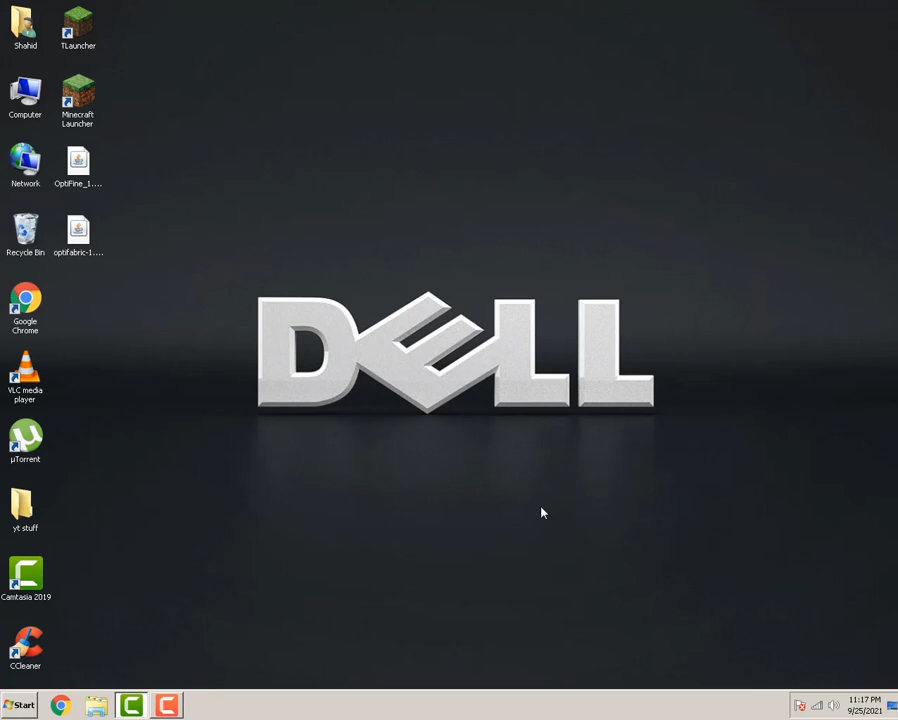 Shahid
TLauncher
Computer
Minecraft
Launcher
Network
OptiFine_1....
Recycle Bin
optifabric-1....
Google
Chrome
VLC media
player
µTorrent
yt stuff
Camtasia 2019
CCleaner
DELL
Start
11:17 PM
9/25/2021